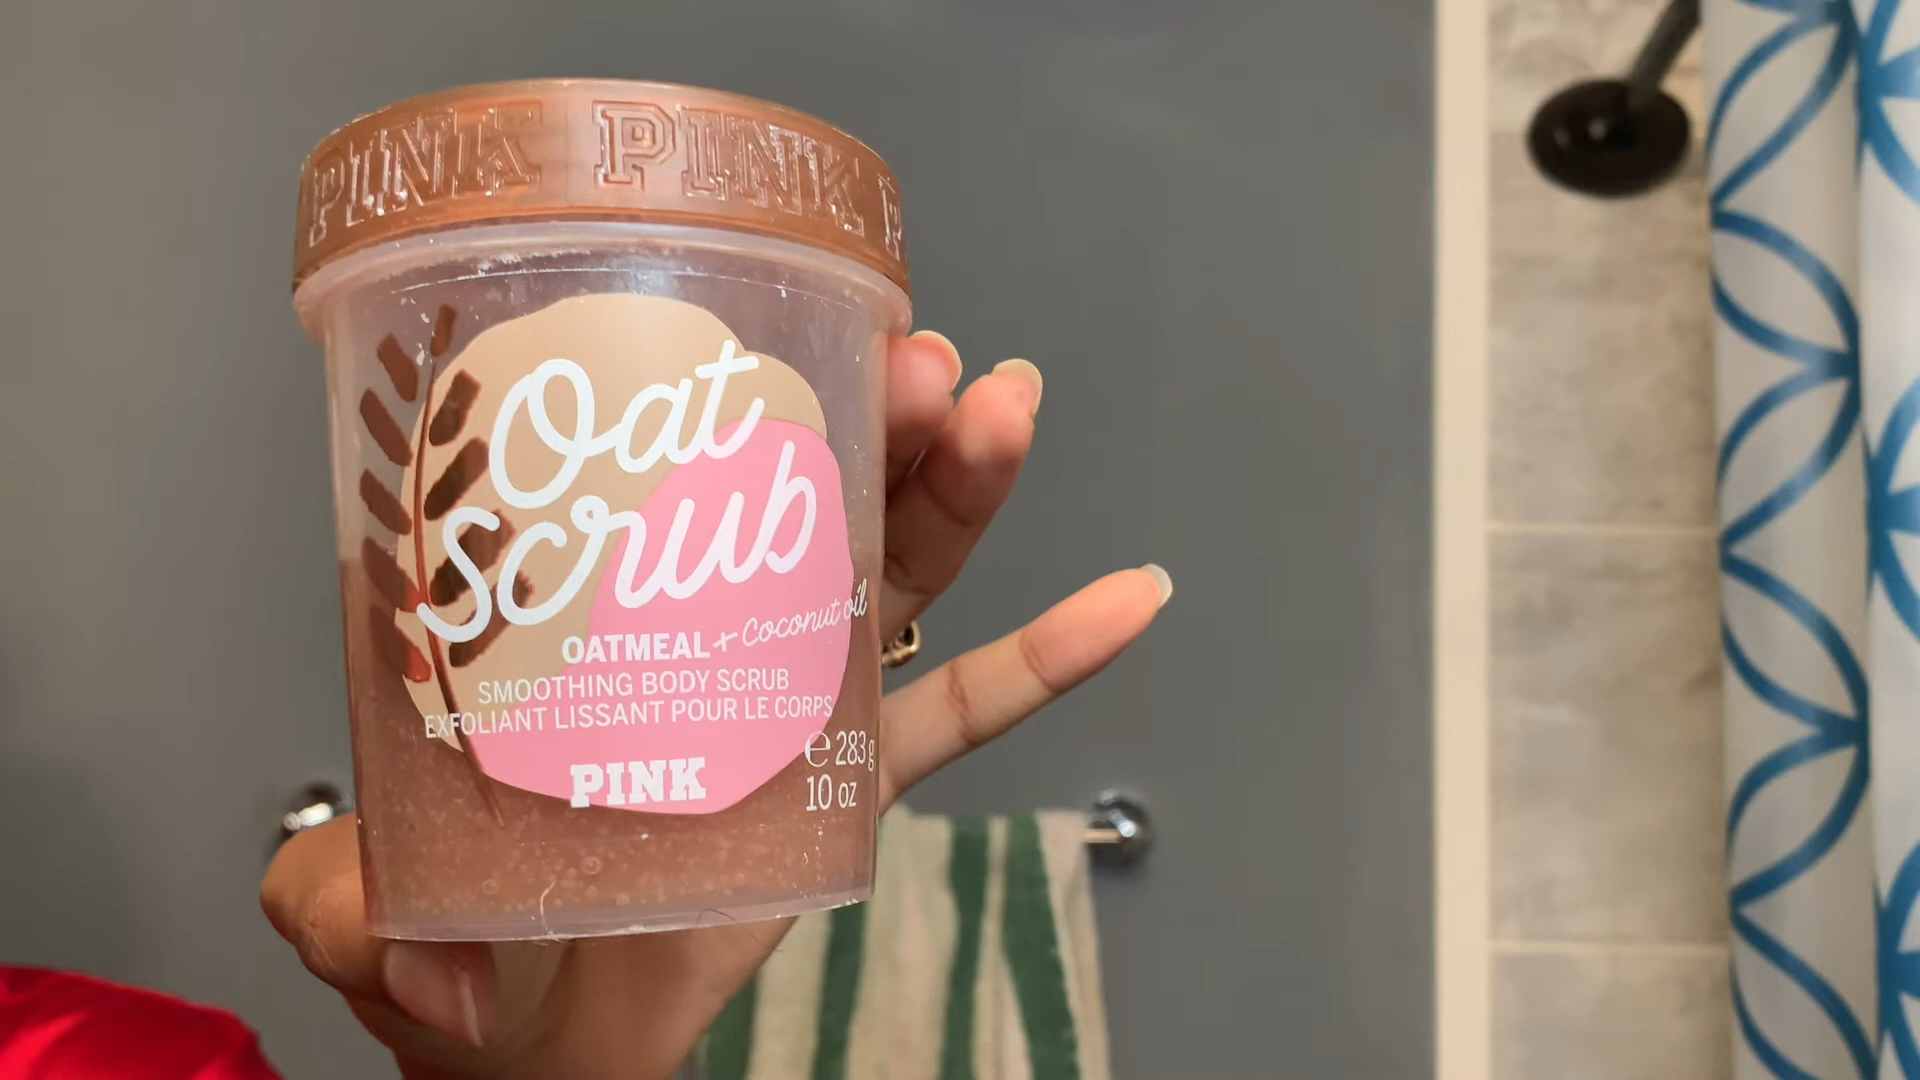 PINK PINK P
Oat
Scrub
OATMEAL + Coconut oil
SMOOTHING BODY SCRUB
EXFOLIANT LISSANT POUR LE CORPS
PINK
e 283 g
10 oz